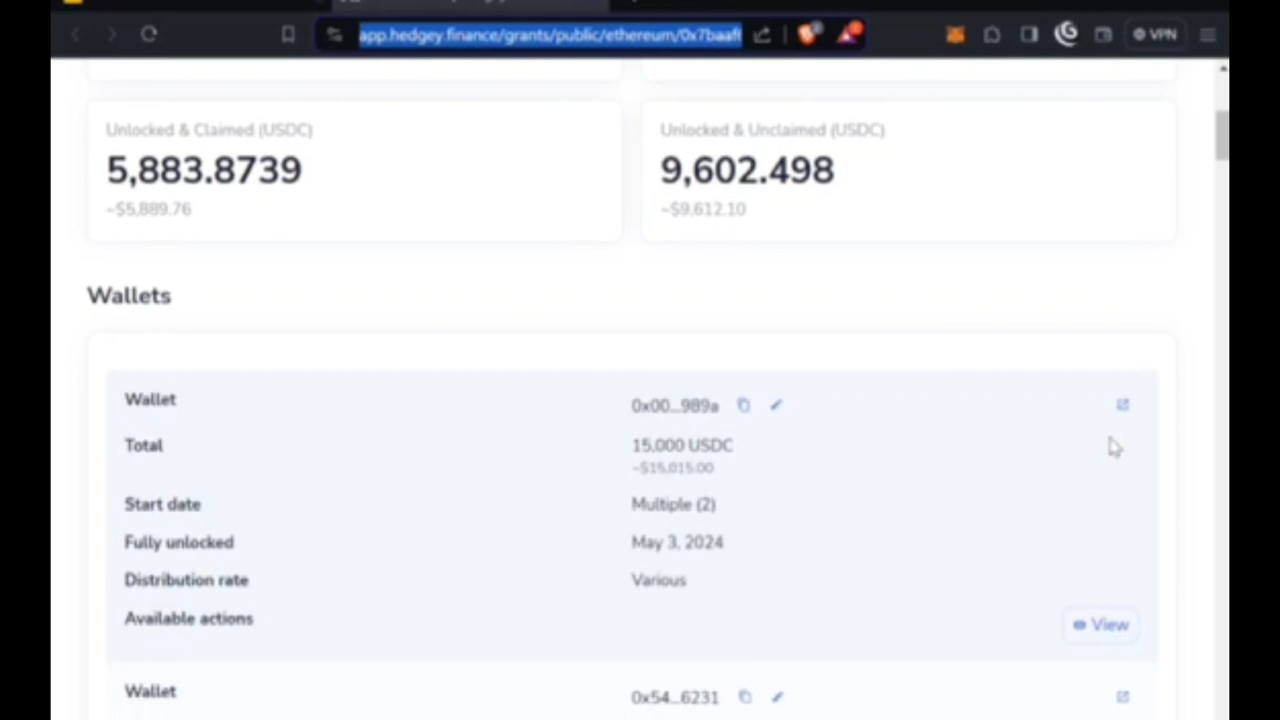 app.hedgey.finance/grants/public/ethereum/0x7baaf
VPN
Unlocked & Claimed (USDC)
5,883.8739
~$5,889.76
Unlocked & Unclaimed (USDC)
9,602.498
~$9,612.10
Wallets
Wallet 0x00...989a
Total 15,000 USDC
~$15,015.00
Start date Multiple (2)
Fully unlocked May 3, 2024
Distribution rate Various
Available actions View
Wallet 0x54...6231